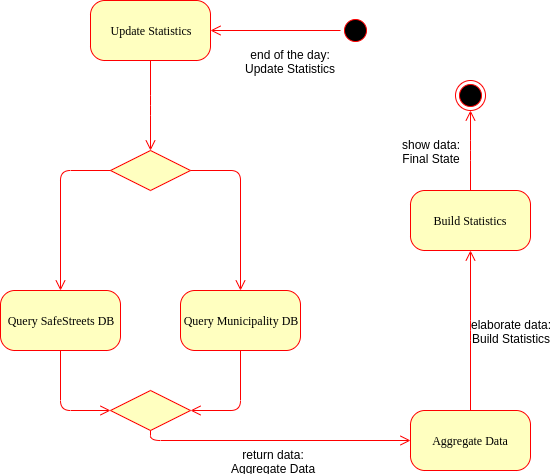 Update Statistics
end of the day:
Update Statistics
show data:
Final State
Build Statistics
Query SafeStreets DB
Query Municipality DB
elaborate data:
Build Statistics
Aggregate Data
return data:
Aggregate Data